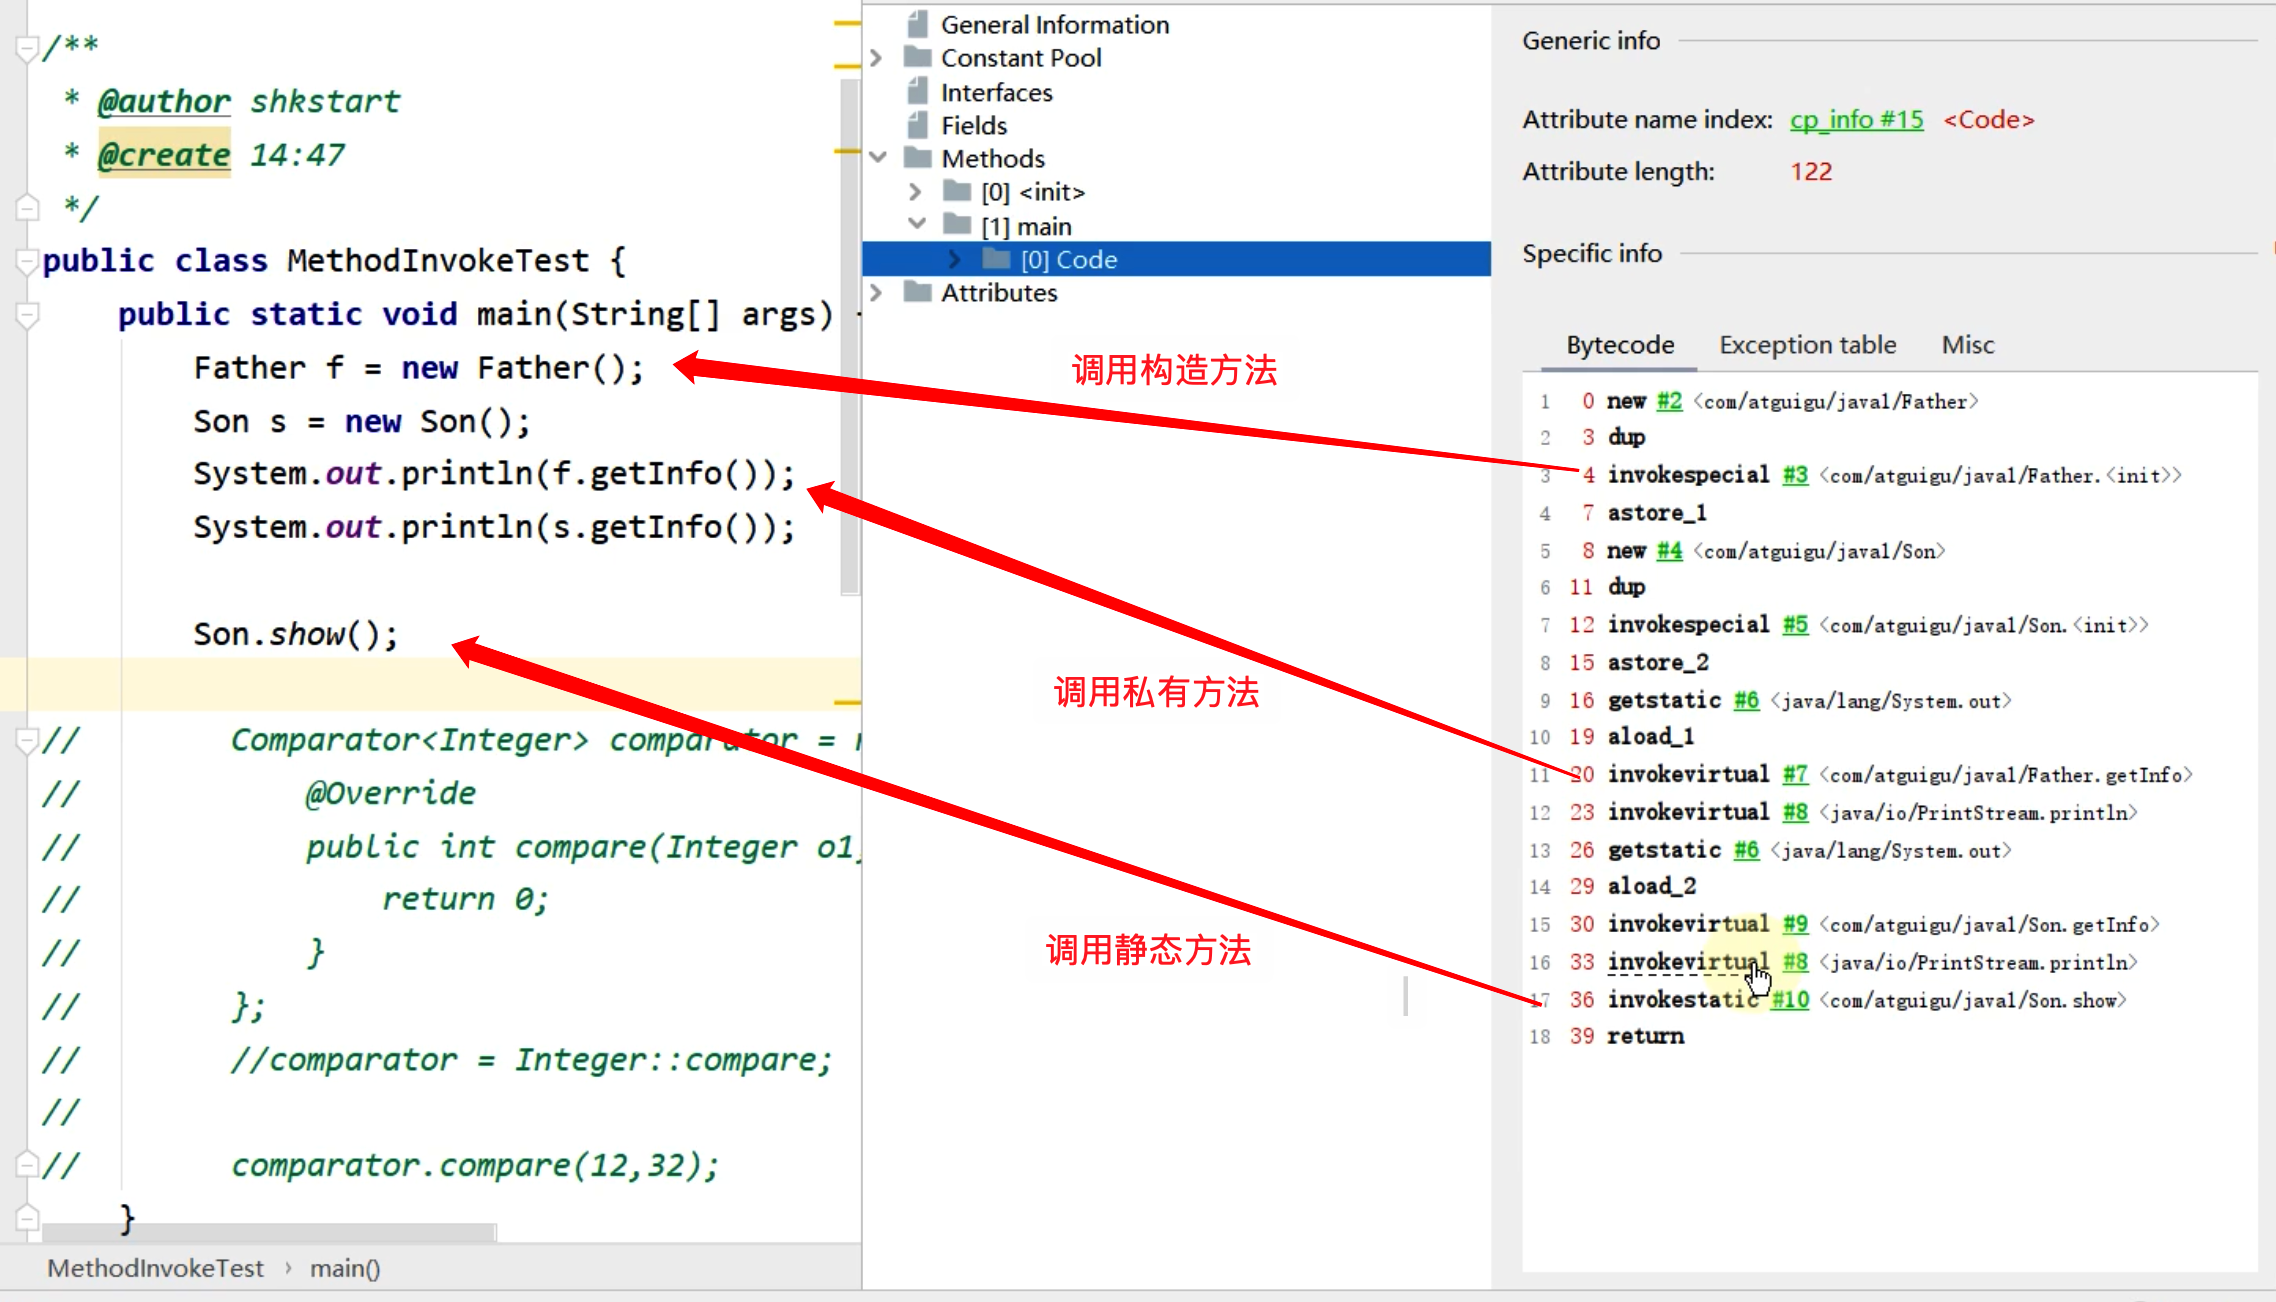 /**
* @author shkstart
* @create 14:47
*/
public class MethodInvokeTest {
public static void main(String[] args)
Father f = new Father();
Son s = new Son();
System.out.println(f.getInfo());
System.out.println(s.getInfo());
Son.show();
// Comparator<Integer> comparator =
// @Override
// public int compare(Integer o1,
// return 0;
// }
// };
// //comparator = Integer::compare;
//
// comparator.compare(12,32);
}
MethodInvokeTest › main()
General Information
Constant Pool
Interfaces
Fields
Methods
[0] <init>
[1] main
[0] Code
Attributes
调用构造方法
调用私有方法
调用静态方法
Generic info
Attribute name index: cp_info #15 <Code>
Attribute length: 122
Specific info
Bytecode Exception table Misc
1 0 new #2 <com/atguigu/java1/Father>
2 3 dup
3 4 invokespecial #3 <com/atguigu/java1/Father.<init>>
4 7 astore_1
5 8 new #4 <com/atguigu/java1/Son>
6 11 dup
7 12 invokespecial #5 <com/atguigu/java1/Son.<init>>
8 15 astore_2
9 16 getstatic #6 <java/lang/System.out>
10 19 aload_1
11 20 invokevirtual #7 <com/atguigu/java1/Father.getInfo>
12 23 invokevirtual #8 <java/io/PrintStream.println>
13 26 getstatic #6 <java/lang/System.out>
14 29 aload_2
15 30 invokevirtual #9 <com/atguigu/java1/Son.getInfo>
16 33 invokevirtual #8 <java/io/PrintStream.println>
17 36 invokestatic #10 <com/atguigu/java1/Son.show>
18 39 return